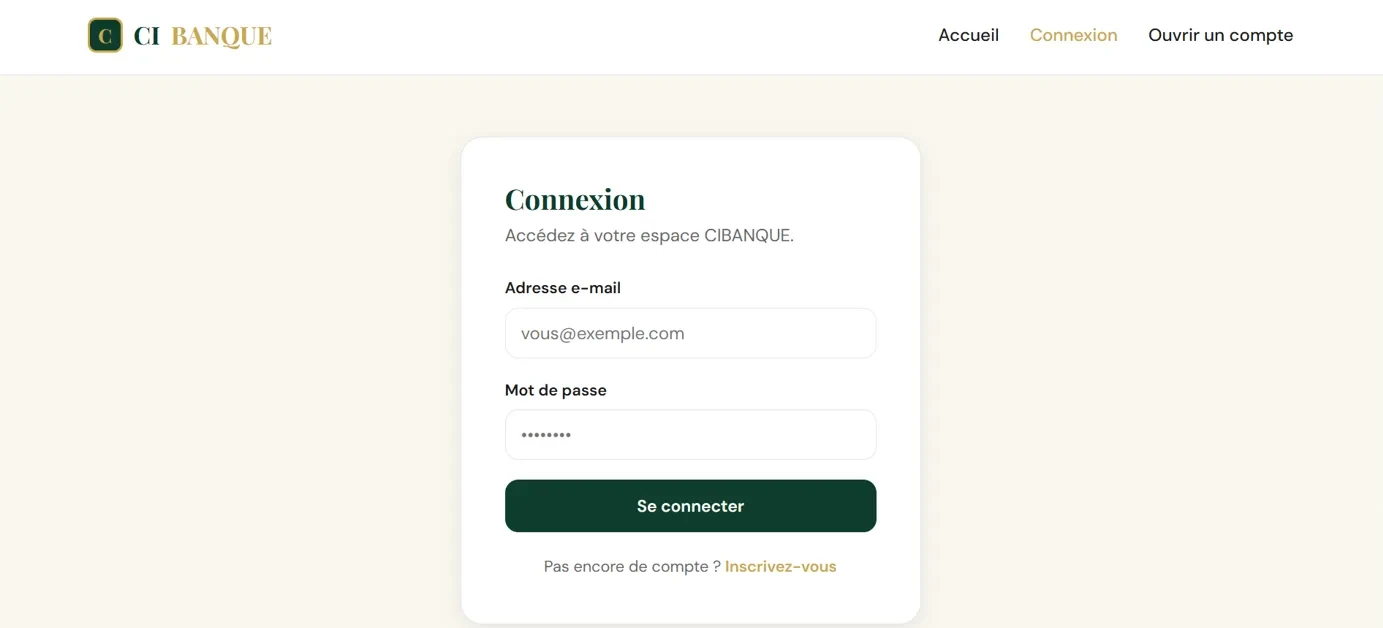 C CI BANQUE Accueil Connexion Ouvrir un compte
Connexion
Accédez à votre espace CIBANQUE.
Adresse e-mail
vous@exemple.com
Mot de passe
••••••••
Se connecter
Pas encore de compte ? Inscrivez-vous